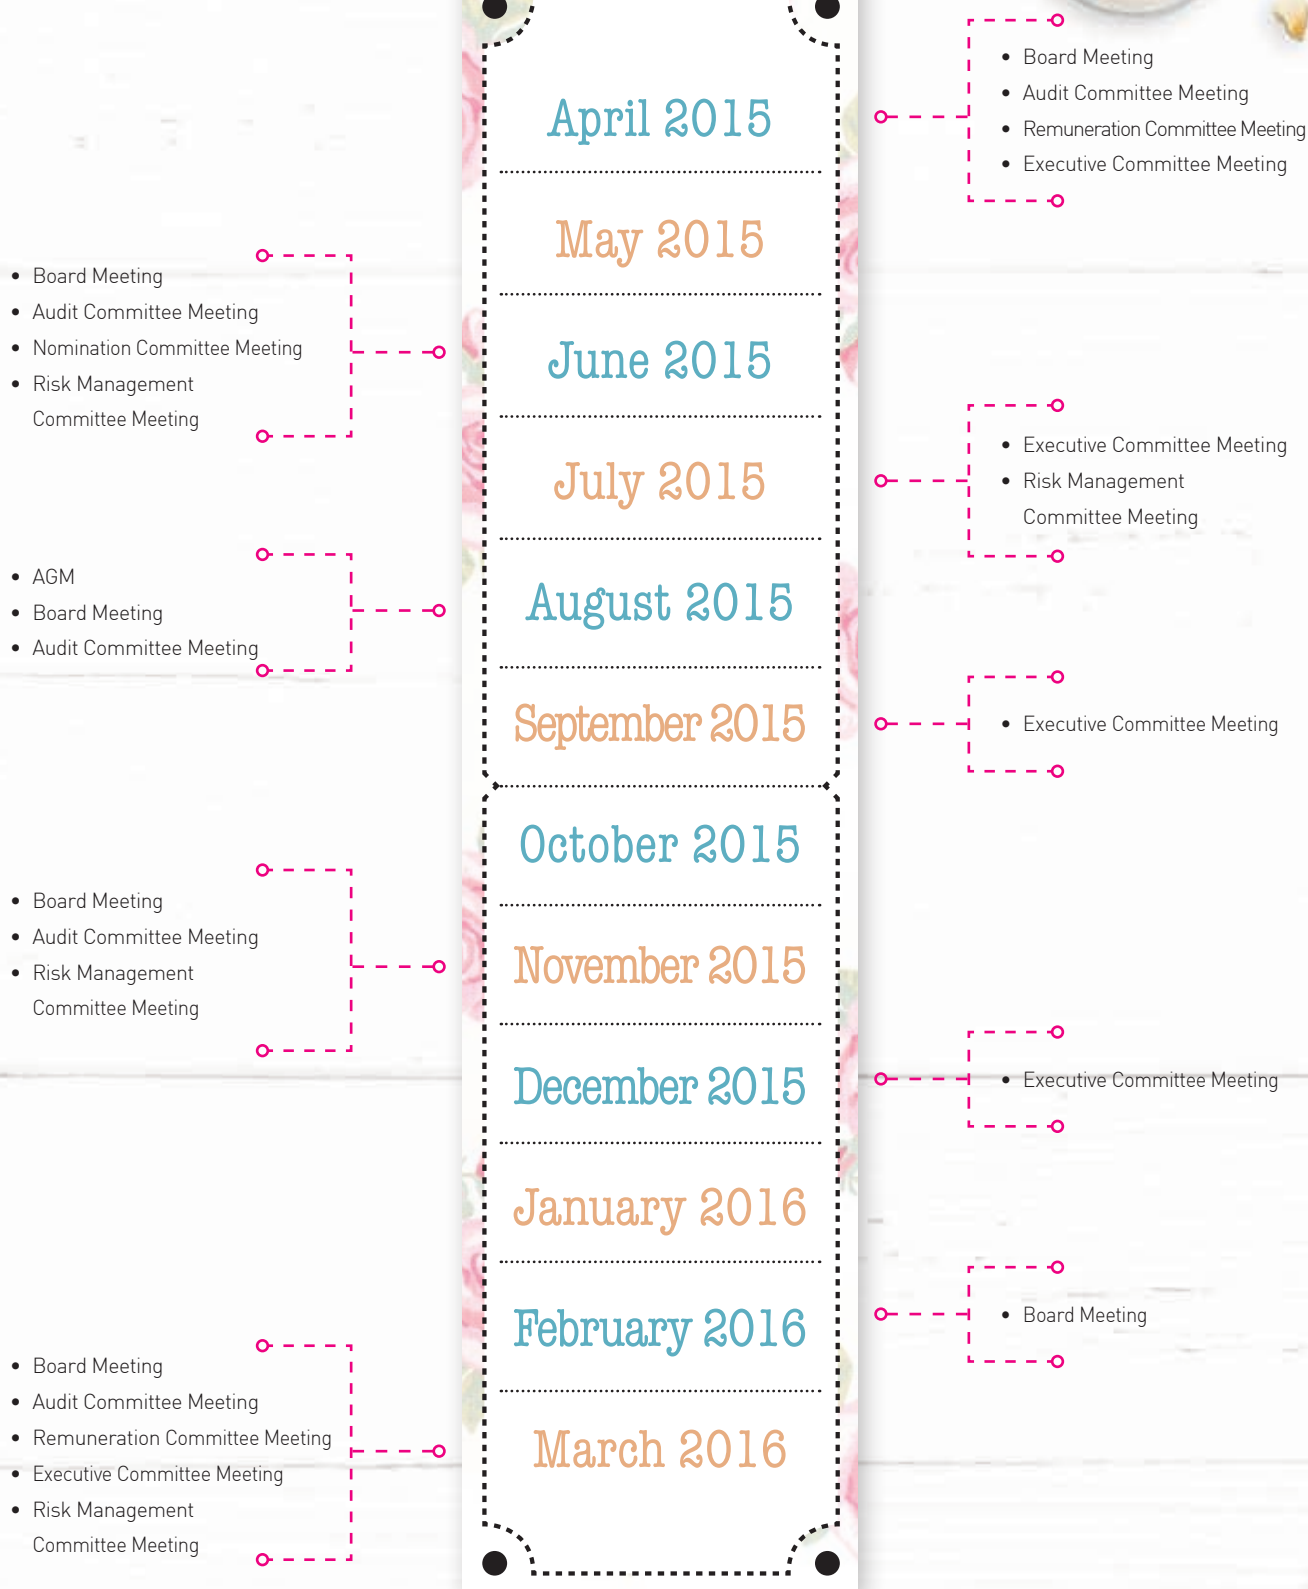 April 2015
• Board Meeting
• Audit Committee Meeting
• Remuneration Committee Meeting
• Executive Committee Meeting
May 2015
• Board Meeting
• Audit Committee Meeting
• Nomination Committee Meeting
• Risk Management
Committee Meeting
June 2015
July 2015
• Executive Committee Meeting
• Risk Management
Committee Meeting
• AGM
• Board Meeting
• Audit Committee Meeting
August 2015
September 2015
• Executive Committee Meeting
October 2015
• Board Meeting
• Audit Committee Meeting
• Risk Management
Committee Meeting
November 2015
December 2015
• Executive Committee Meeting
January 2016
February 2016
• Board Meeting
• Board Meeting
• Audit Committee Meeting
• Remuneration Committee Meeting
• Executive Committee Meeting
• Risk Management
Committee Meeting
March 2016